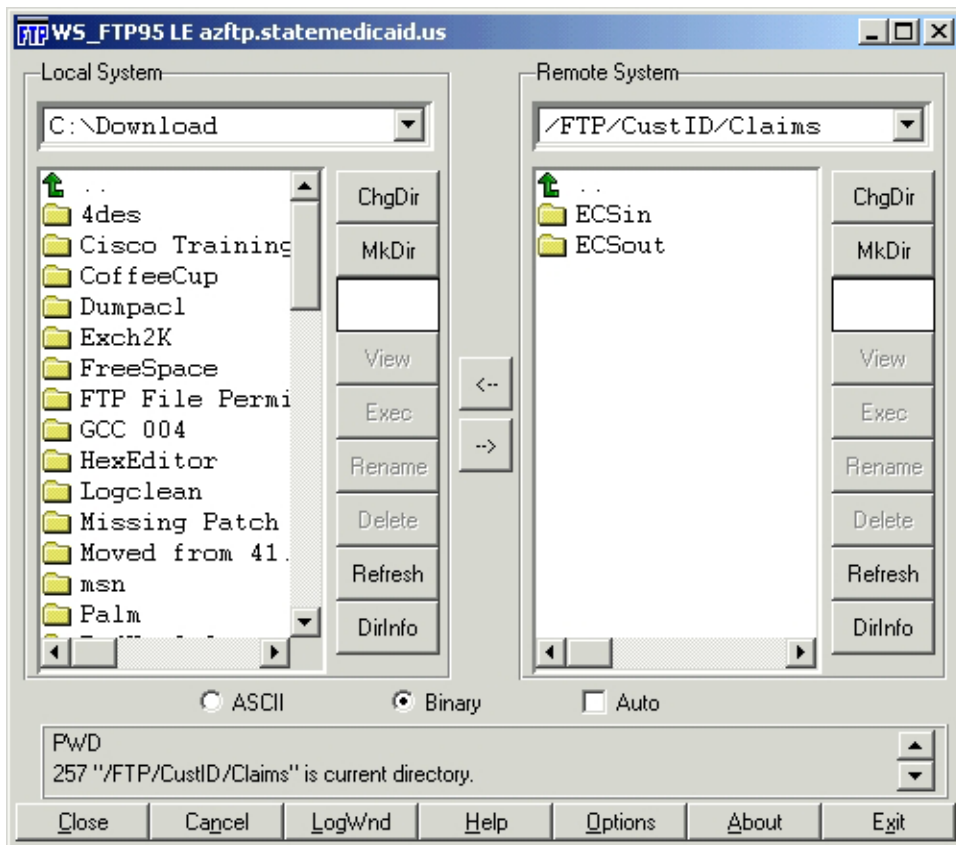 FTP WS_FTP95 LE azftp.statemedicaid.us
Local System
C:\Download
..
4des
Cisco Training
CoffeeCup
Dumpacl
Exch2K
FreeSpace
FTP File Permi
GCC 004
HexEditor
Logclean
Missing Patch
Moved from 41.
msn
Palm
ChgDir
MkDir
View
Exec
Rename
Delete
Refresh
DirInfo
<--
-->
Remote System
/FTP/CustID/Claims
..
ECSin
ECSout
ChgDir
MkDir
View
Exec
Rename
Delete
Refresh
DirInfo
ASCII Binary Auto
PWD
257 "/FTP/CustID/Claims" is current directory.
Close Cancel LogWnd Help Options About Exit